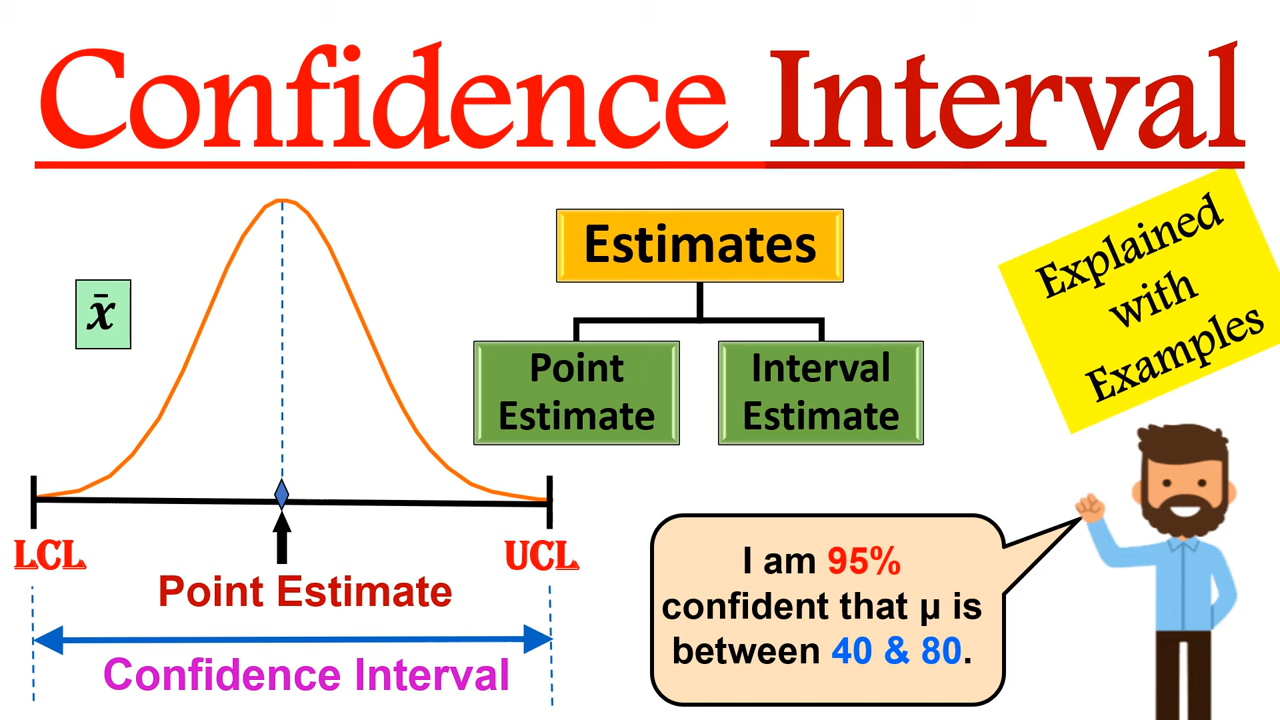 Confidence Interval
x̄
Estimates
Point
Estimate
Interval
Estimate
Explained
with
Examples
LCL
UCL
Point Estimate
Confidence Interval
I am 95%
confident that μ is
between 40 & 80.